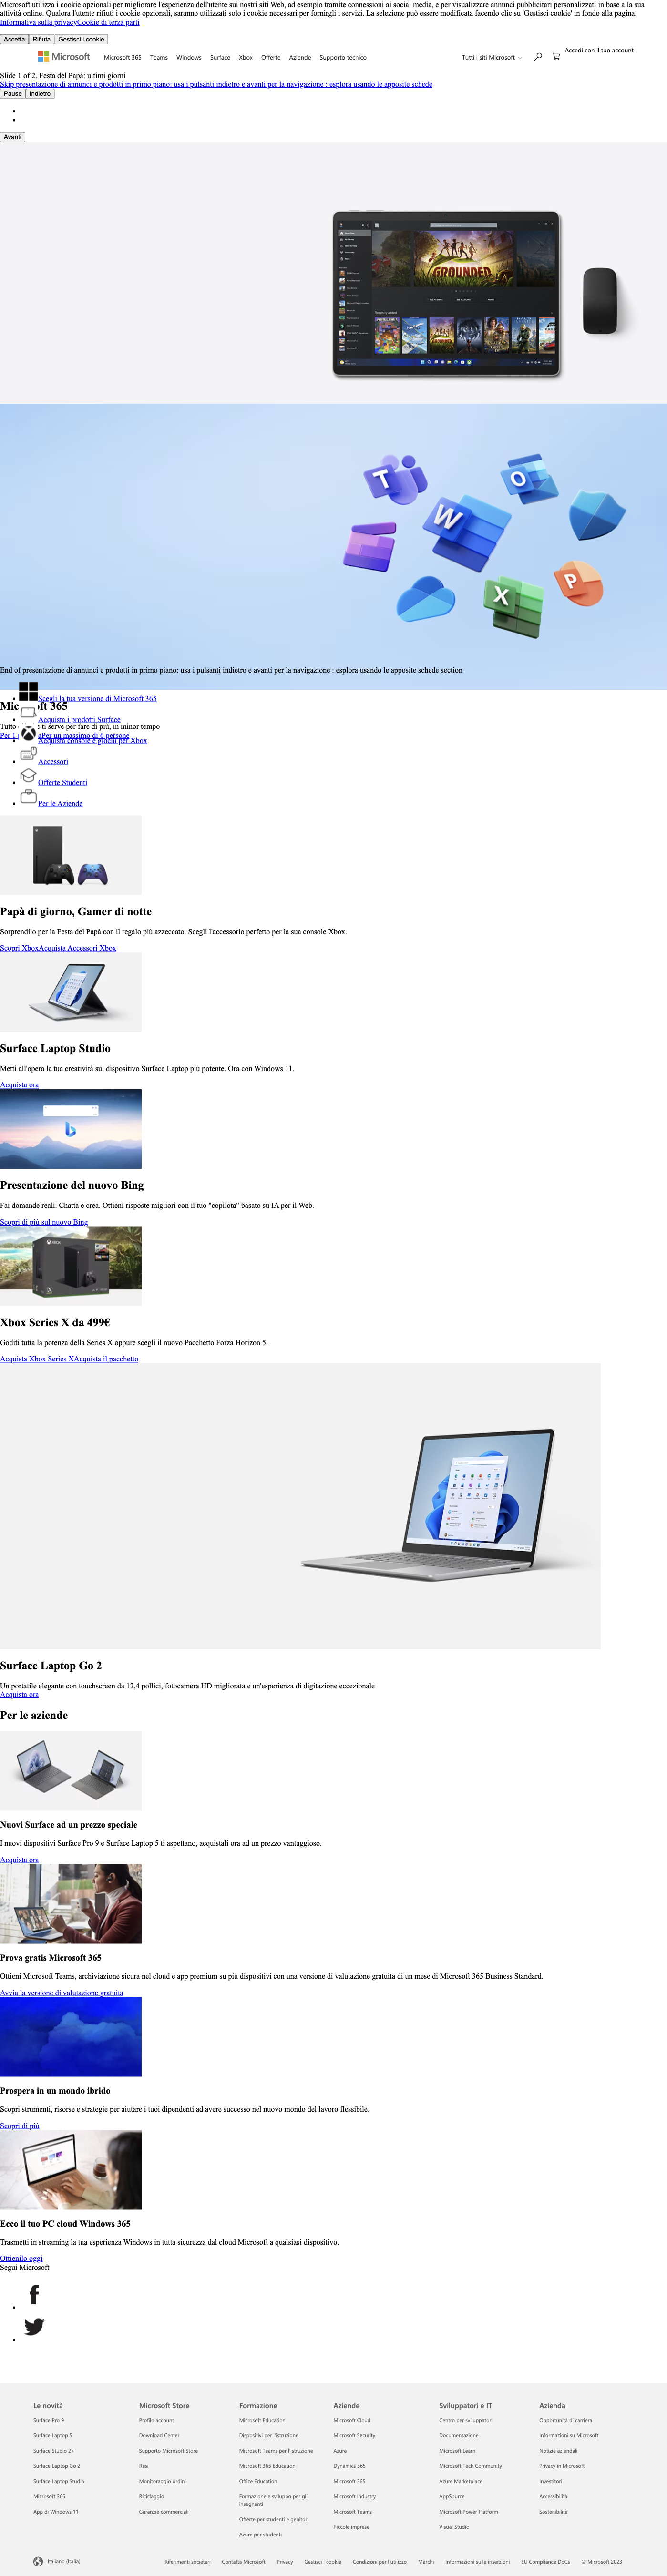 Microsoft utilizza i cookie opzionali per migliorare l'esperienza dell'utente sui nostri siti Web, ad esempio tramite connessioni ai social media, e per visualizzare annunci pubblicitari personalizzati in base alla sua
attività online. Qualora l'utente rifiuti i cookie opzionali, saranno utilizzati solo i cookie necessari per fornirgli i servizi. La selezione può essere modificata facendo clic su 'Gestisci cookie' in fondo alla pagina.
Informativa sulla privacyCookie di terza parti
Accetta Rifiuta Gestisci i cookie
Microsoft Microsoft 365 Teams Windows Surface Xbox Offerte Aziende Supporto tecnico Tutti i siti Microsoft Accedi con il tuo account
Slide 1 of 2. Festa del Papà: ultimi giorni
Skip presentazione di annunci e prodotti in primo piano: usa i pulsanti indietro e avanti per la navigazione : esplora usando le apposite schede
Pause Indietro
Avanti
GROUNDED
T
W
O
X
P
End of presentazione di annunci e prodotti in primo piano: usa i pulsanti indietro e avanti per la navigazione : esplora usando le apposite schede section
Scegli la tua versione di Microsoft 365
Acquista i prodotti Surface
Per un massimo di 6 persone
Acquista console e giochi per Xbox
Accessori
Offerte Studenti
Per le Aziende
Papà di giorno, Gamer di notte
Sorprendilo per la Festa del Papà con il regalo più azzeccato. Scegli l'accessorio perfetto per la sua console Xbox.
Scopri XboxAcquista Accessori Xbox
Surface Laptop Studio
Metti all'opera la tua creatività sul dispositivo Surface Laptop più potente. Ora con Windows 11.
Acquista ora
Presentazione del nuovo Bing
Fai domande reali. Chatta e crea. Ottieni risposte migliori con il tuo "copilota" basato su IA per il Web.
Scopri di più sul nuovo Bing
XBOX
Xbox Series X da 499€
Goditi tutta la potenza della Series X oppure scegli il nuovo Pacchetto Forza Horizon 5.
Acquista Xbox Series XAcquista il pacchetto
Surface Laptop Go 2
Un portatile elegante con touchscreen da 12,4 pollici, fotocamera HD migliorata e un'esperienza di digitazione eccezionale
Acquista ora
Per le aziende
Nuovi Surface ad un prezzo speciale
I nuovi dispositivi Surface Pro 9 e Surface Laptop 5 ti aspettano, acquistali ora ad un prezzo vantaggioso.
Acquista ora
Prova gratis Microsoft 365
Ottieni Microsoft Teams, archiviazione sicura nel cloud e app premium su più dispositivi con una versione di valutazione gratuita di un mese di Microsoft 365 Business Standard.
Avvia la versione di valutazione gratuita
Prospera in un mondo ibrido
Scopri strumenti, risorse e strategie per aiutare i tuoi dipendenti ad avere successo nel nuovo mondo del lavoro flessibile.
Scopri di più
Ecco il tuo PC cloud Windows 365
Trasmetti in streaming la tua esperienza Windows in tutta sicurezza dal cloud Microsoft a qualsiasi dispositivo.
Ottienilo oggi
Segui Microsoft
Le novità
Surface Pro 9
Surface Laptop 5
Surface Studio 2+
Surface Laptop Go 2
Surface Laptop Studio
Microsoft 365
App di Windows 11
Microsoft Store
Profilo account
Download Center
Supporto Microsoft Store
Resi
Monitoraggio ordini
Riciclaggio
Garanzie commerciali
Formazione
Microsoft Education
Dispositivi per l'istruzione
Microsoft Teams per l'istruzione
Microsoft 365 Education
Office Education
Formazione e sviluppo per gli
insegnanti
Offerte per studenti e genitori
Azure per studenti
Aziende
Microsoft Cloud
Microsoft Security
Azure
Dynamics 365
Microsoft 365
Microsoft Industry
Microsoft Teams
Piccole imprese
Sviluppatori e IT
Centro per sviluppatori
Documentazione
Microsoft Learn
Microsoft Tech Community
Azure Marketplace
AppSource
Microsoft Power Platform
Visual Studio
Azienda
Opportunità di carriera
Informazioni su Microsoft
Notizie aziendali
Privacy in Microsoft
Investitori
Accessibilità
Sostenibilità
Italiano (Italia)
Riferimenti societari Contatta Microsoft Privacy Gestisci i cookie Condizioni per l'utilizzo Marchi Informazioni sulle inserzioni EU Compliance DoCs © Microsoft 2023